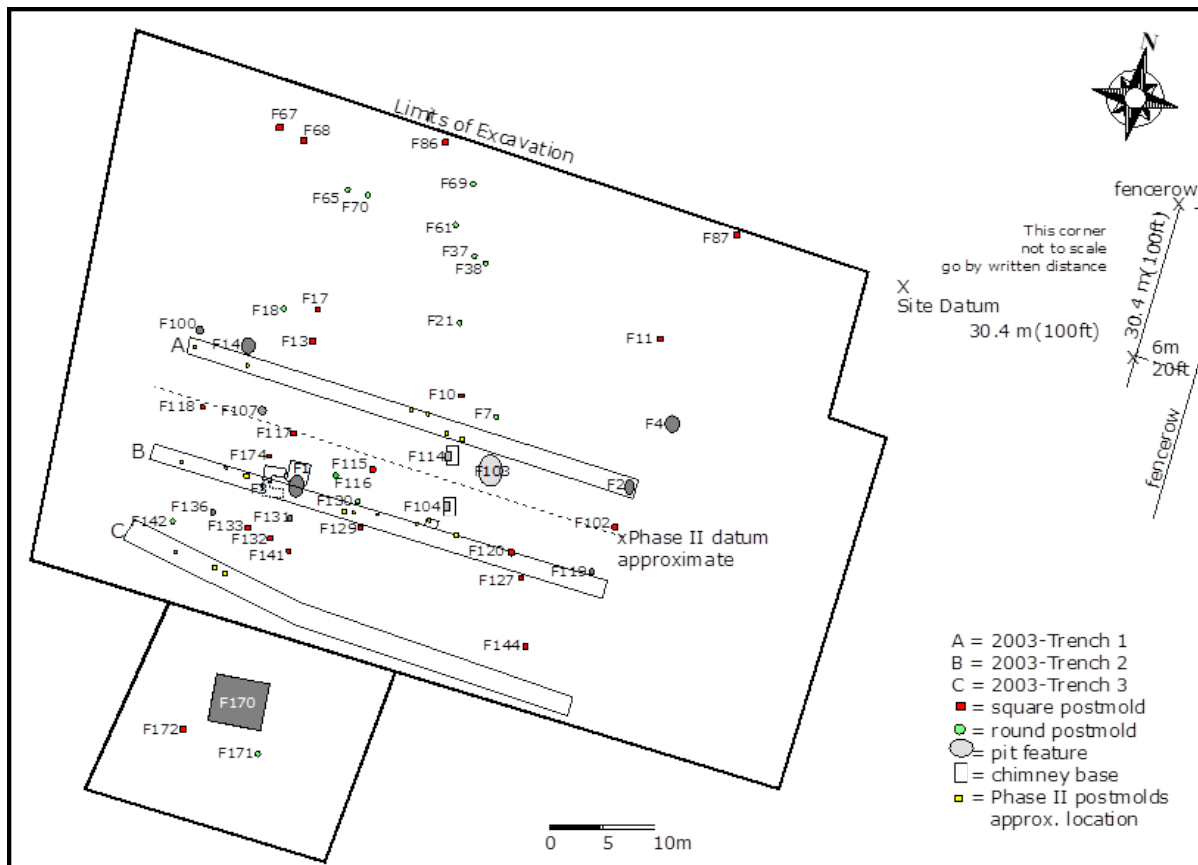 N
Limits of Excavation
F67
F68
F86
F69
F65
F70
F61
F87
F37
F38
fencerow
This corner
not to scale
go by written distance
X
X
Site Datum
30.4 m(100ft)
30.4 m(100ft)
X
6m
20ft
fencerow
F18
F17
F100
F13
F14
A
F21
F11
F10
F7
F4
F118
F107
F117
F114
F103
F2
B
F174
F1
F3
F115
F116
F130
F104
F102
xPhase II datum
approximate
F136
F142
F133
F131
F129
F132
F141
C
F120
F127
F119
F144
F170
F172
F171
A = 2003-Trench 1
B = 2003-Trench 2
C = 2003-Trench 3
= square postmold
= round postmold
= pit feature
= chimney base
= Phase II postmolds
approx. location
0 5 10m